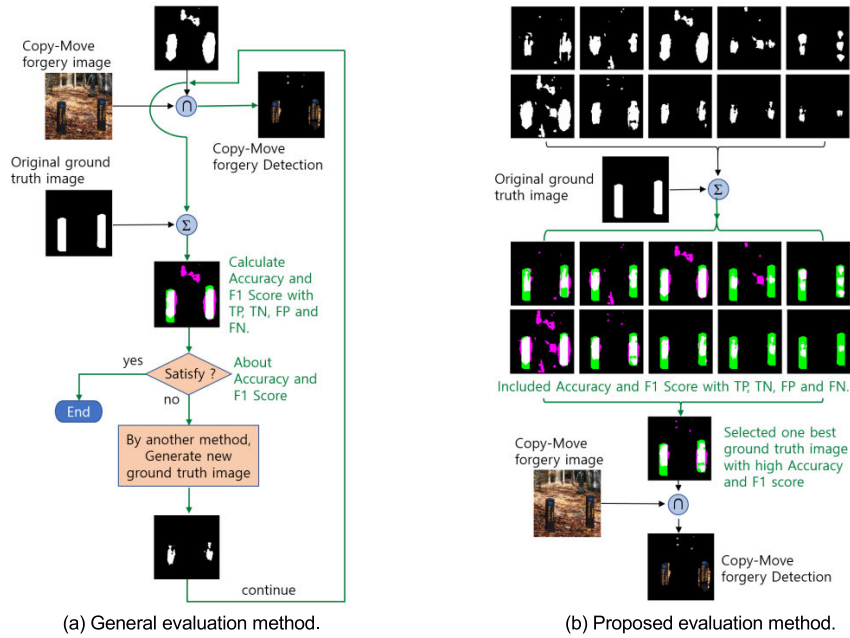 Copy-Move
forgery image
∩
Copy-Move
forgery Detection
Original ground
truth image
Σ
Calculate
Accuracy and
F1 Score with
TP, TN, FP and
FN.
yes
Satisfy ?
About
Accuracy and
F1 Score
End
no
By another method,
Generate new
ground truth image
continue
(a) General evaluation method.
Original ground
truth image
Σ
Included Accuracy and F1 Score with TP, TN, FP and FN.
Selected one best
ground truth image
with high Accuracy
and F1 score
Copy-Move
forgery image
∩
Copy-Move
forgery Detection
(b) Proposed evaluation method.